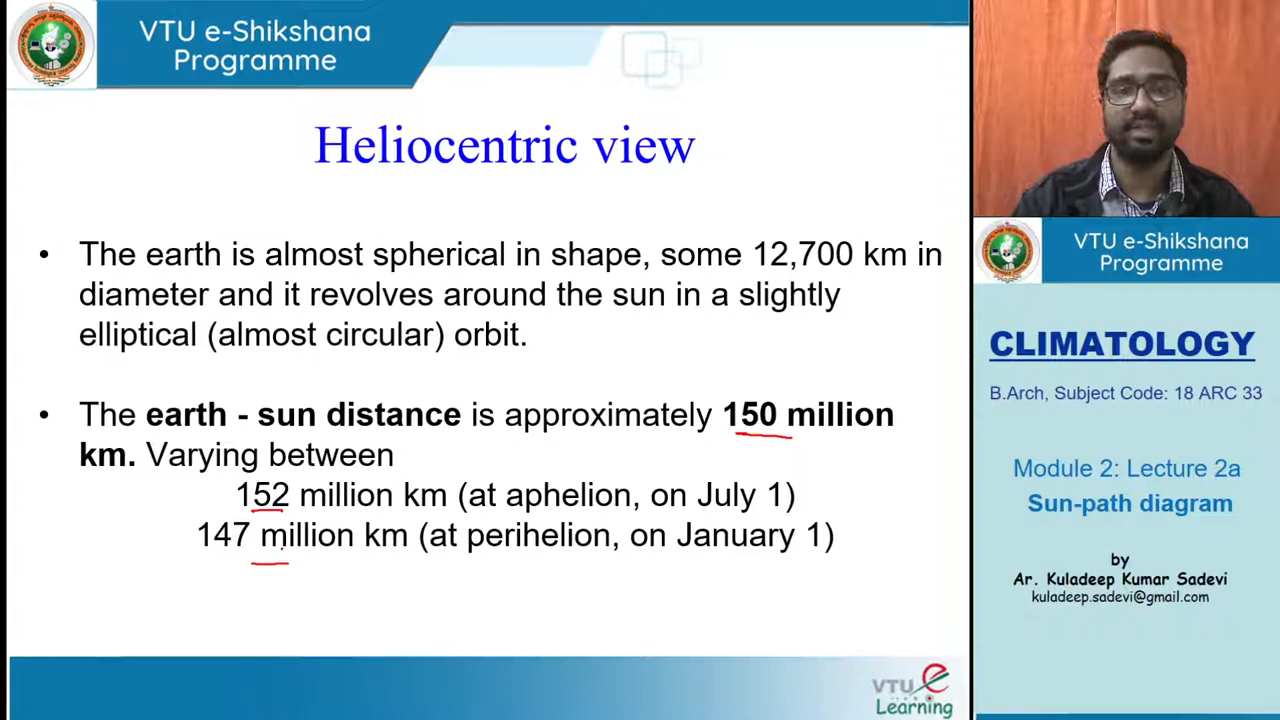 VTU e-Shikshana
Programme
Heliocentric view
• The earth is almost spherical in shape, some 12,700 km in
diameter and it revolves around the sun in a slightly
elliptical (almost circular) orbit.
• The earth - sun distance is approximately 150 million
km. Varying between
152 million km (at aphelion, on July 1)
147 million km (at perihelion, on January 1)
VTU e
Learning
VTU e-Shikshana
Programme
CLIMATOLOGY
B.Arch, Subject Code: 18 ARC 33
Module 2: Lecture 2a
Sun-path diagram
by
Ar. Kuladeep Kumar Sadevi
kuladeep.sadevi@gmail.com